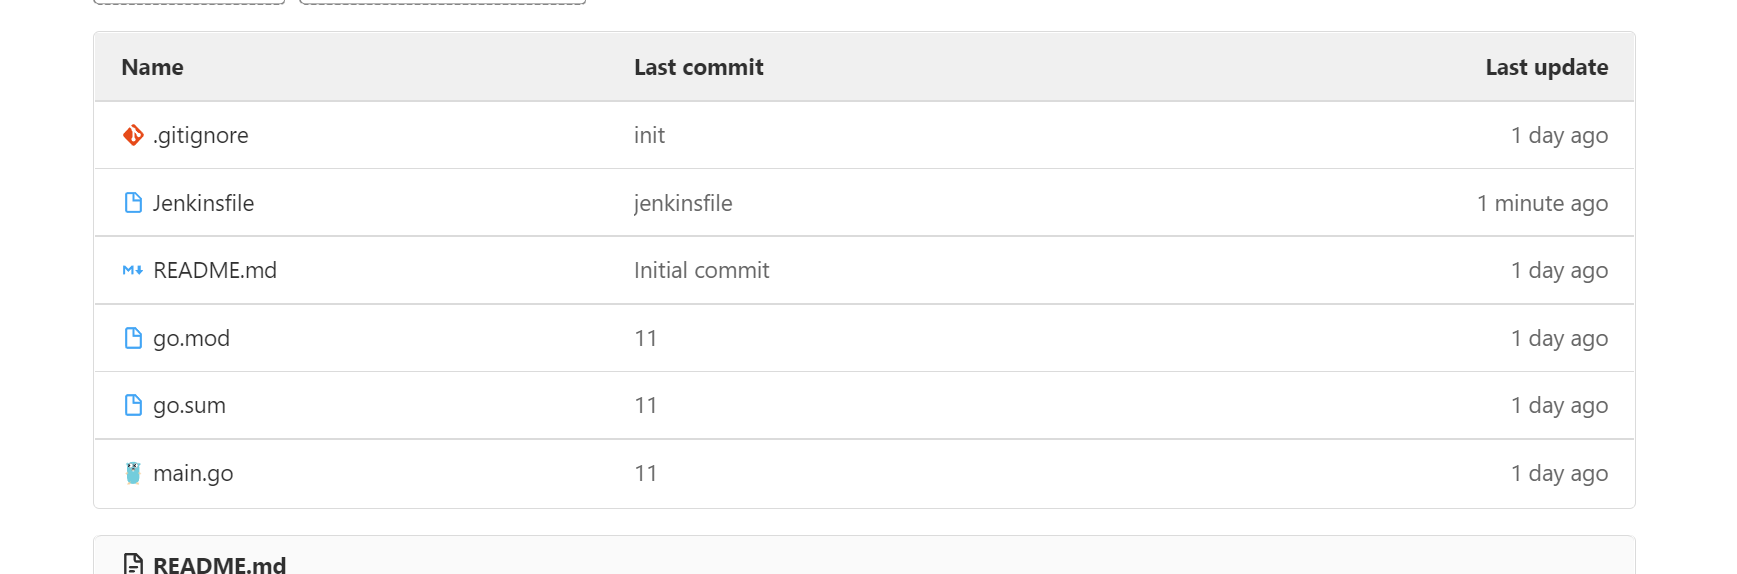 Name Last commit Last update
.gitignore init 1 day ago
Jenkinsfile jenkinsfile 1 minute ago
README.md Initial commit 1 day ago
go.mod 11 1 day ago
go.sum 11 1 day ago
main.go 11 1 day ago
README.md